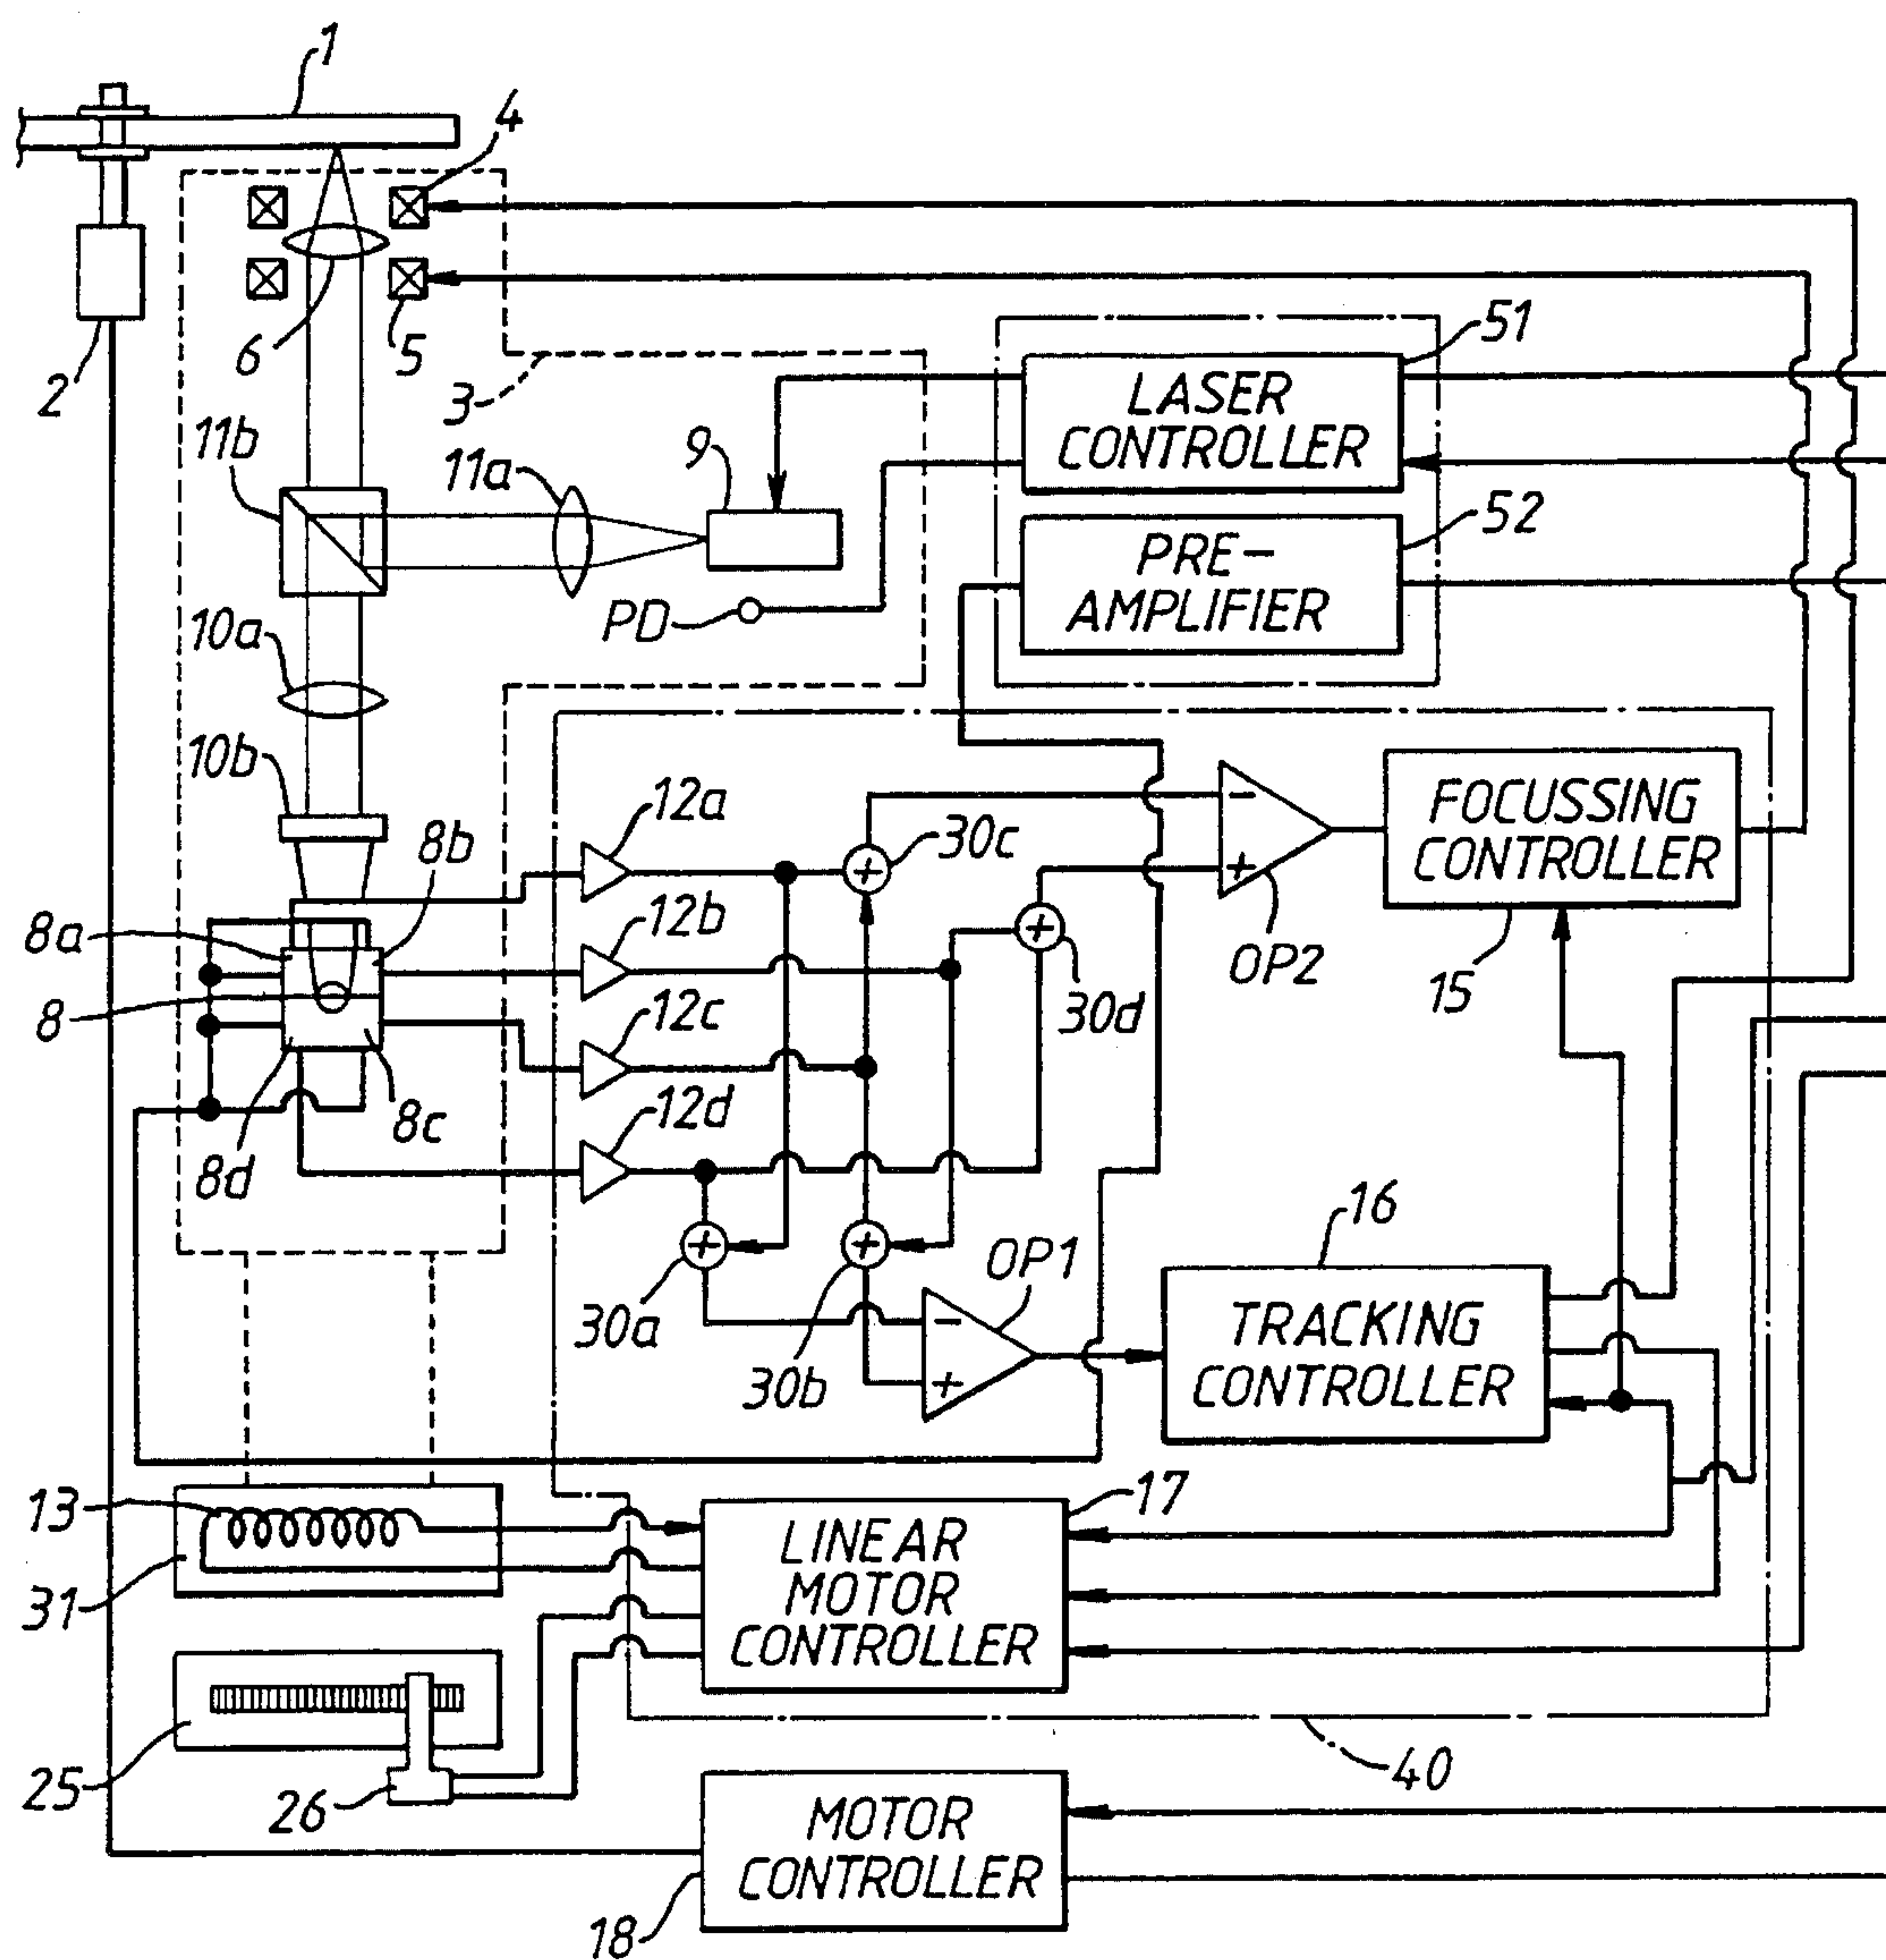 1
4
2
6
5
3
51
LASER
CONTROLLER
11b
11a
9
52
PRE-
AMPLIFIER
PD
10a
10b
12a
8b
30c
−
+
OP2
FOCUSSING
CONTROLLER
8a
12b
+
+
8
12c
30d
15
12d
8c
8d
16
+
+
OP1
30a
−
30b
+
TRACKING
CONTROLLER
13
17
LINEAR
MOTOR
CONTROLLER
31
25
26
40
MOTOR
CONTROLLER
18